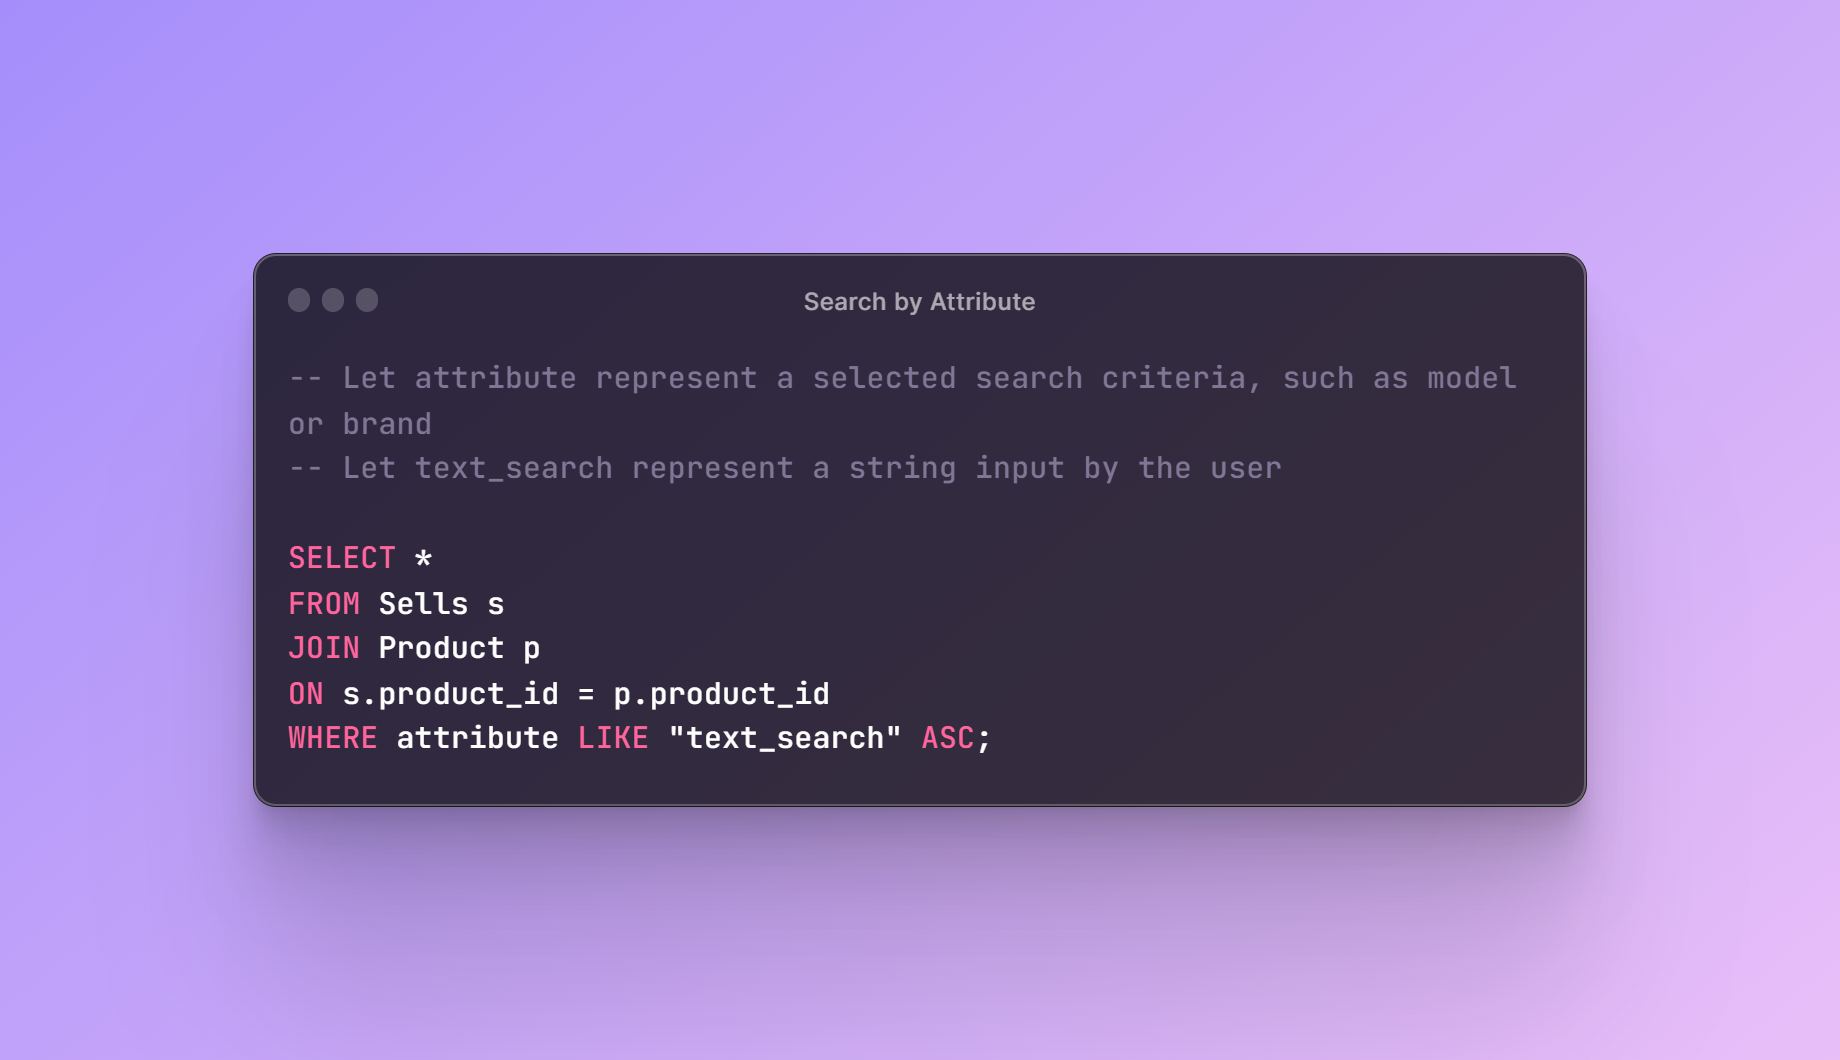 Search by Attribute
-- Let attribute represent a selected search criteria, such as model
or brand
-- Let text_search represent a string input by the user
SELECT *
FROM Sells s
JOIN Product p
ON s.product_id = p.product_id
WHERE attribute LIKE "text_search" ASC;